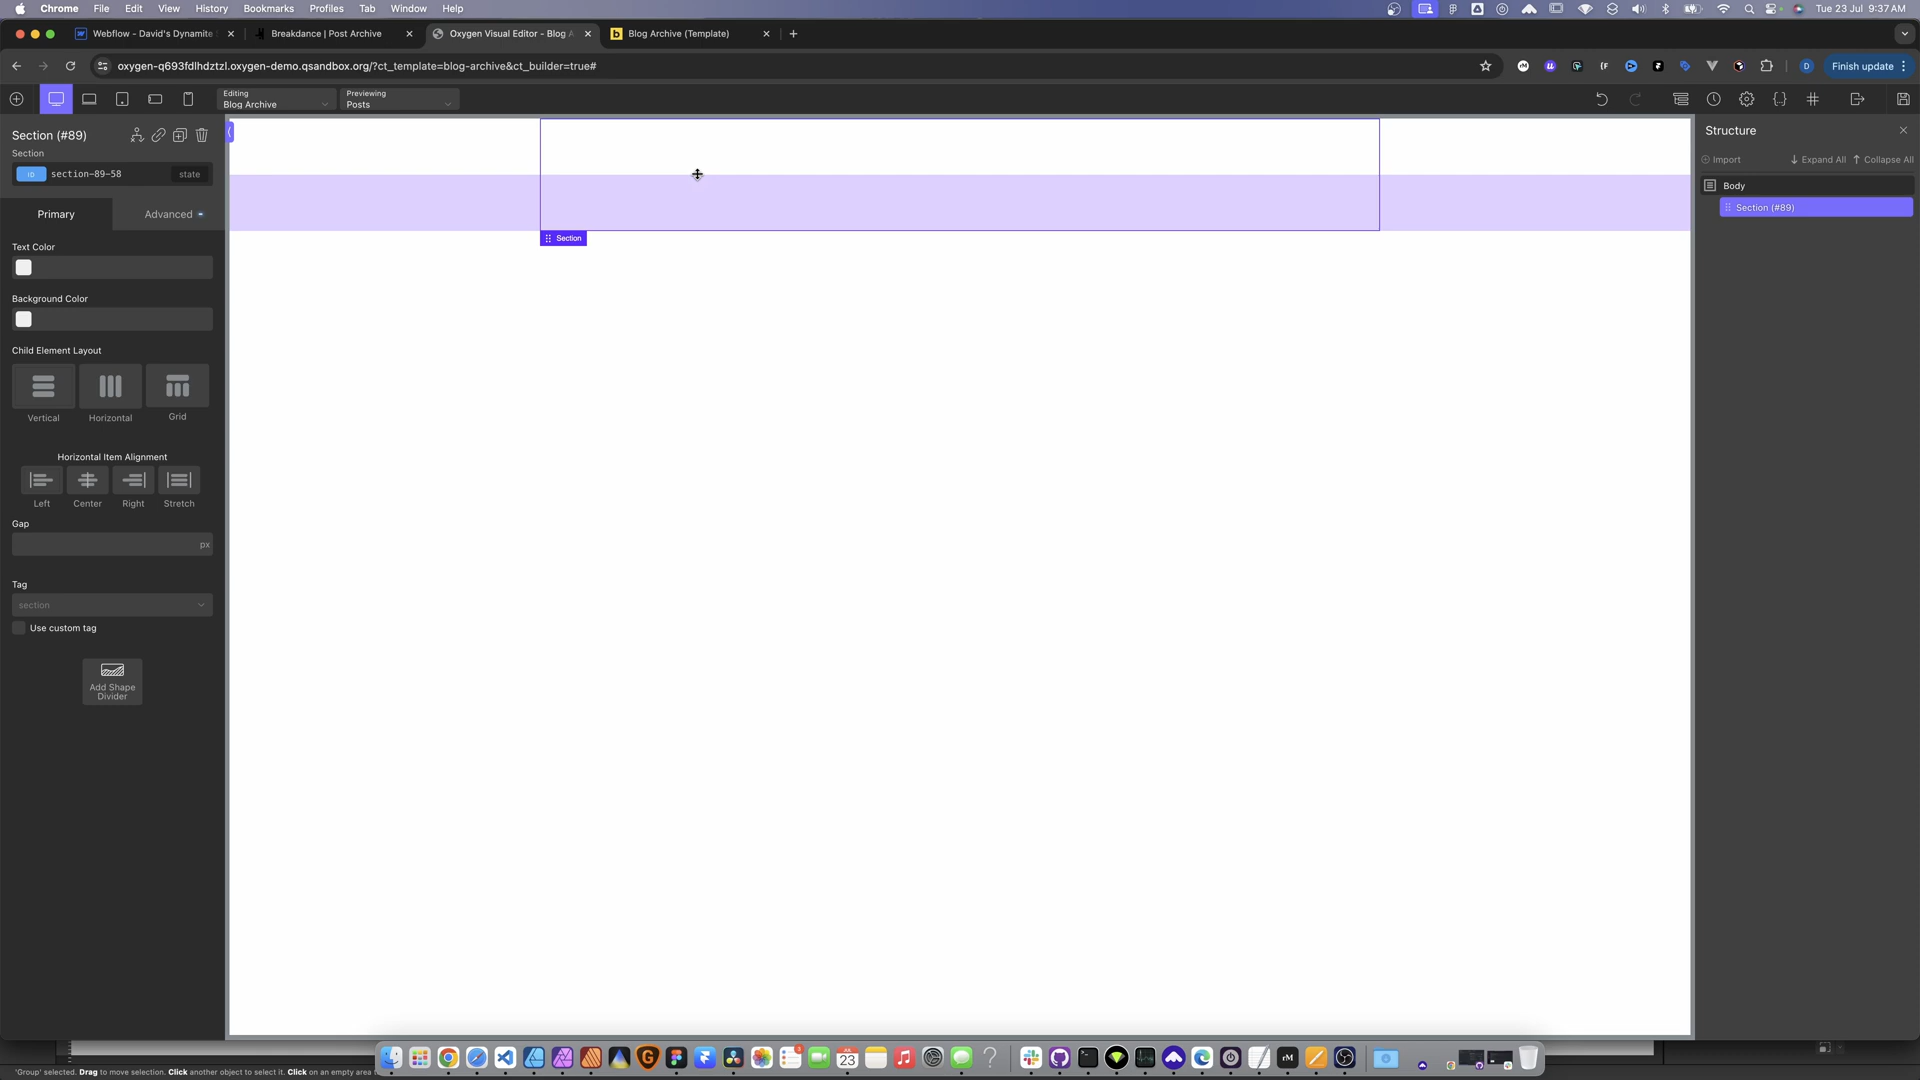 Chrome File Edit View History Bookmarks Profiles Tab Window Help Tue 23 Jul 9:37 AM
Webflow - David's Dynamite Breakdance | Post Archive Oxygen Visual Editor - Blog A Blog Archive (Template)
oxygen-q693fdlhdztzl.oxygen-demo.qsandbox.org/?ct_template=blog-archive&ct_builder=true# D Finish update
Editing
Blog Archive
Previewing
Posts
Section (#89)
Section
ID section-89-58 state
Primary Advanced
Text Color
Background Color
Child Element Layout
Vertical Horizontal Grid
Horizontal Item Alignment
Left Center Right Stretch
Gap
px
Tag
section
Use custom tag
Add Shape
Divider
Section
Structure
Import Expand All Collapse All
Body
Section (#89)
'Group' selected. Drag to move selection. Click another object to select it. Click on an empty area